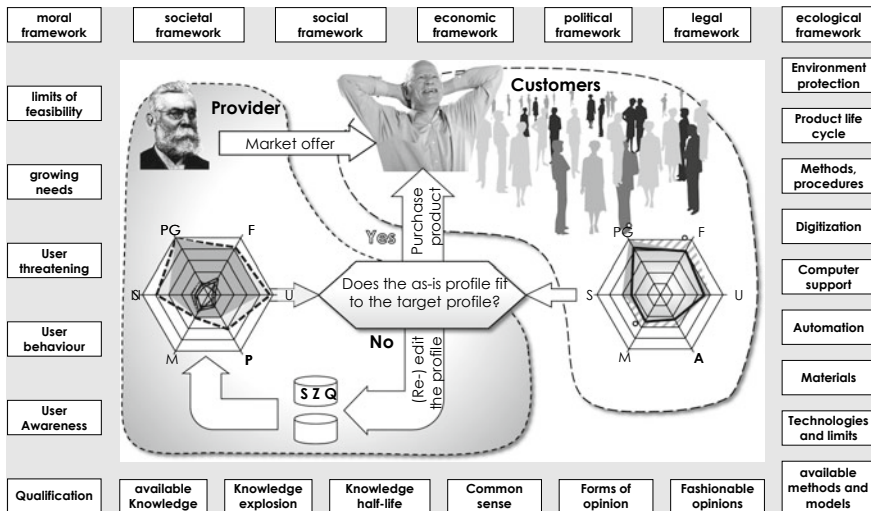 moral
framework
societal
framework
social
framework
economic
framework
political
framework
legal
framework
ecological
framework
limits of
feasibility
growing
needs
User
threatening
User
behaviour
User
Awareness
Qualification
Provider
Market offer
Customers
Purchase
product
Yes
Does the as-is profile fit
to the target profile?
No
(Re-) edit
the profile
S Z Q
PG
F
U
P
M
PG
F
U
A
M
S
Environment
protection
Product life
cycle
Methods,
procedures
Digitization
Computer
support
Automation
Materials
Technologies
and limits
available
methods and
models
available
Knowledge
Knowledge
explosion
Knowledge
half-life
Common
sense
Forms of
opinion
Fashionable
opinions